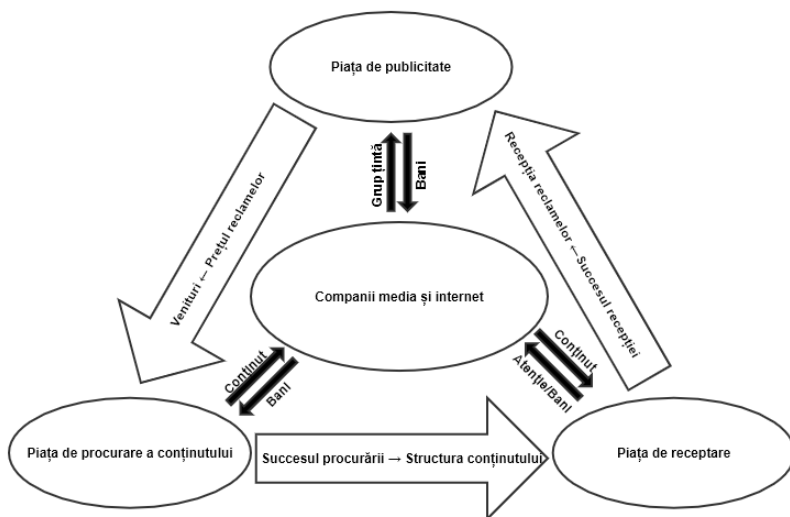 Piața de publicitate
Grup țintă
Bani
Venituri ← Prețul reclamelor
Recepția reclamelor ← Succesul recepției
Companii media și internet
Conținut
Bani
Conținut
Atenție/Bani
Piața de procurare a conținutului
Succesul procurării → Structura conținutului
Piața de receptare